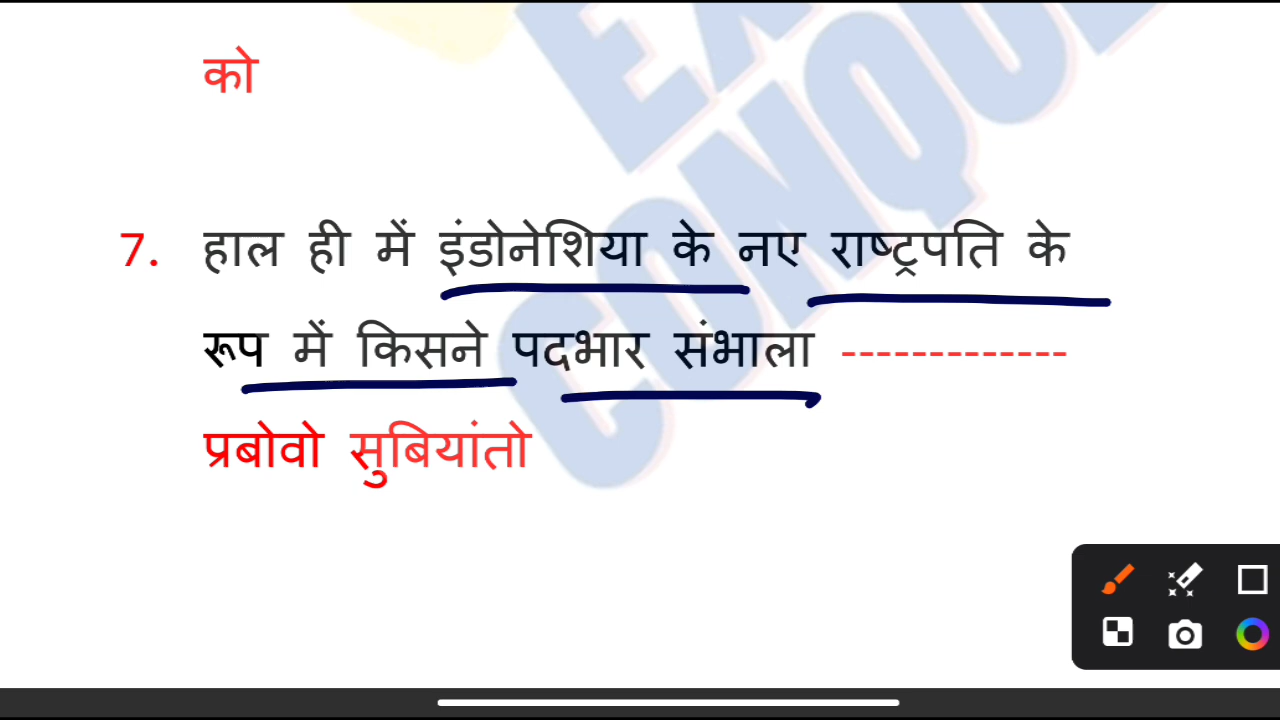 को
7. हाल ही में इंडोनेशिया के नए राष्ट्रपति के
रूप में किसने पदभार संभाला -------------
प्रबोवो सुबियांतो